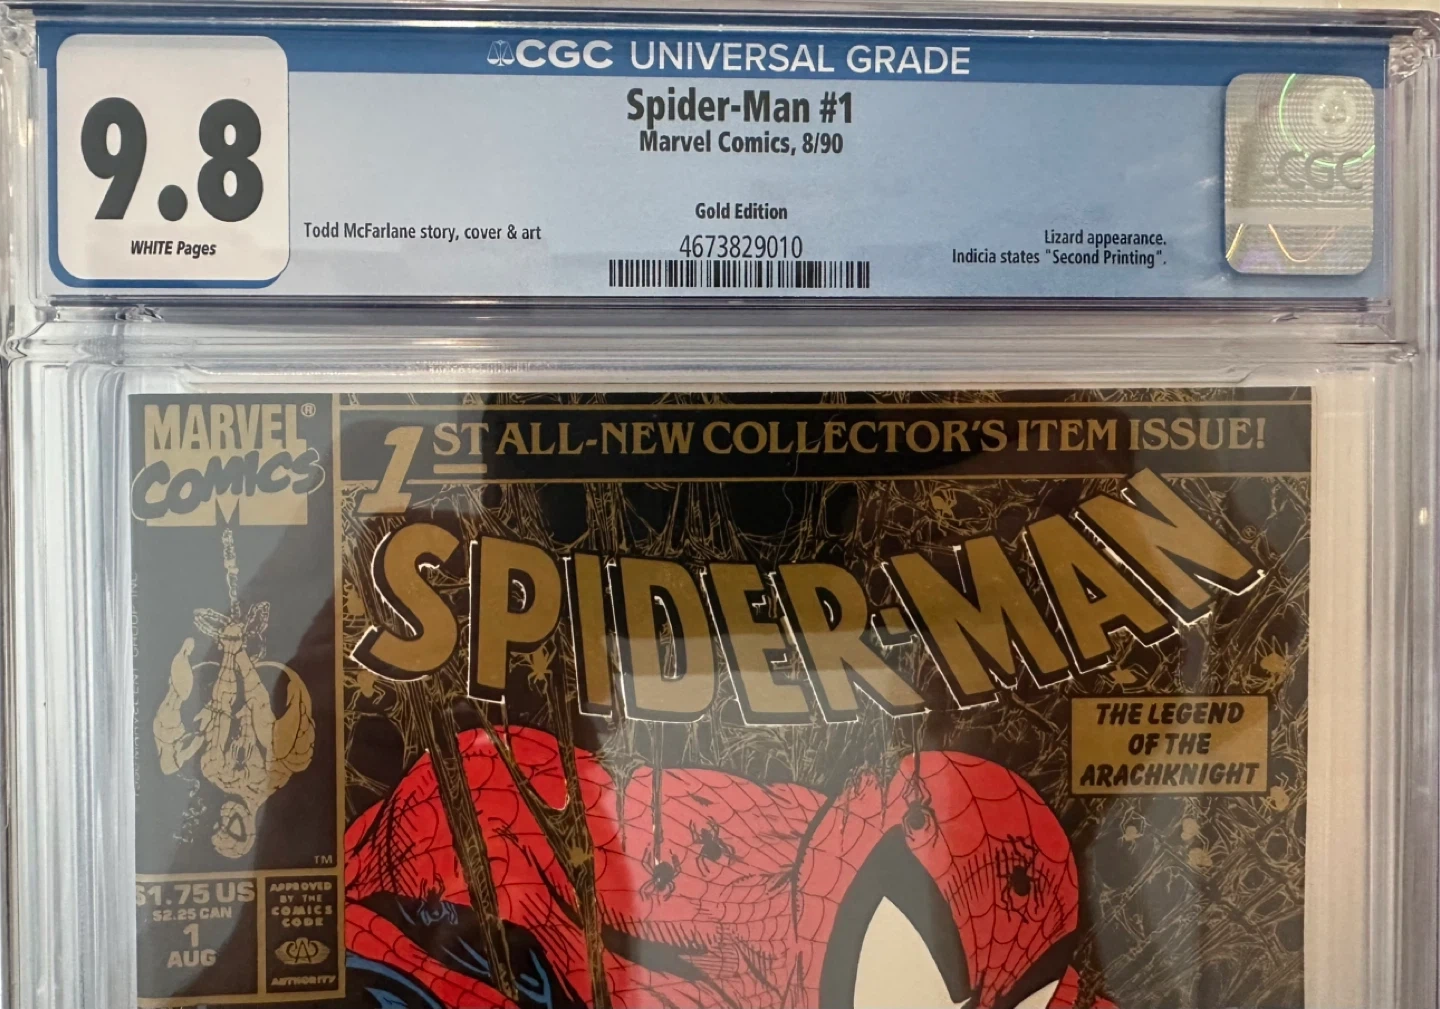 CGC UNIVERSAL GRADE
9.8
WHITE Pages
Spider-Man #1
Marvel Comics, 8/90
Gold Edition
Todd McFarlane story, cover & art
4673829010
Lizard appearance.
Indicia states "Second Printing".
CGC
MARVEL®
COMICS
1ST ALL-NEW COLLECTOR'S ITEM ISSUE!
SPIDER-MAN
THE LEGEND
OF THE
ARACHKNIGHT
TM
$1.75 US
$2.25 CAN
1
AUG
APPROVED
BY THE
COMICS
CODE
CA
AUTHORITY